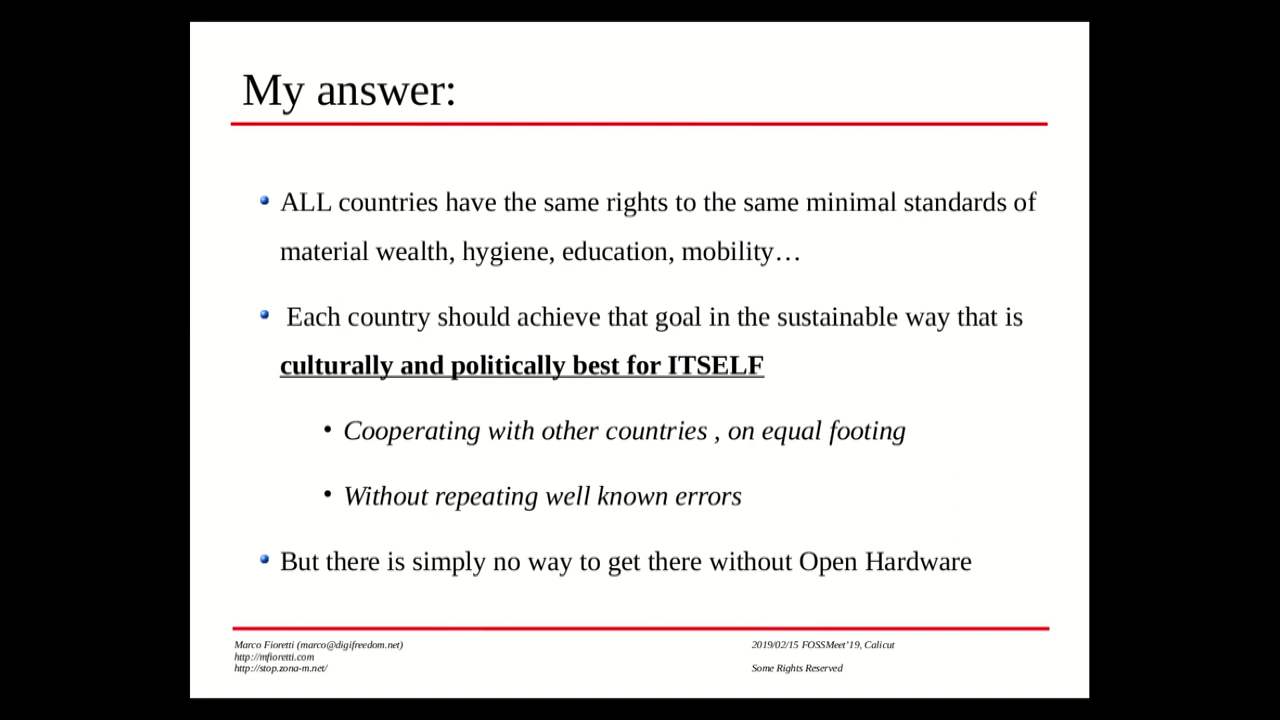 My answer:
ALL countries have the same rights to the same minimal standards of
material wealth, hygiene, education, mobility…
Each country should achieve that goal in the sustainable way that is
culturally and politically best for ITSELF
Cooperating with other countries , on equal footing
Without repeating well known errors
But there is simply no way to get there without Open Hardware
Marco Fioretti (marco@digifreedom.net)
http://mfioretti.com
http://stop.zona-m.net/
2019/02/15 FOSSMeet'19, Calicut
Some Rights Reserved